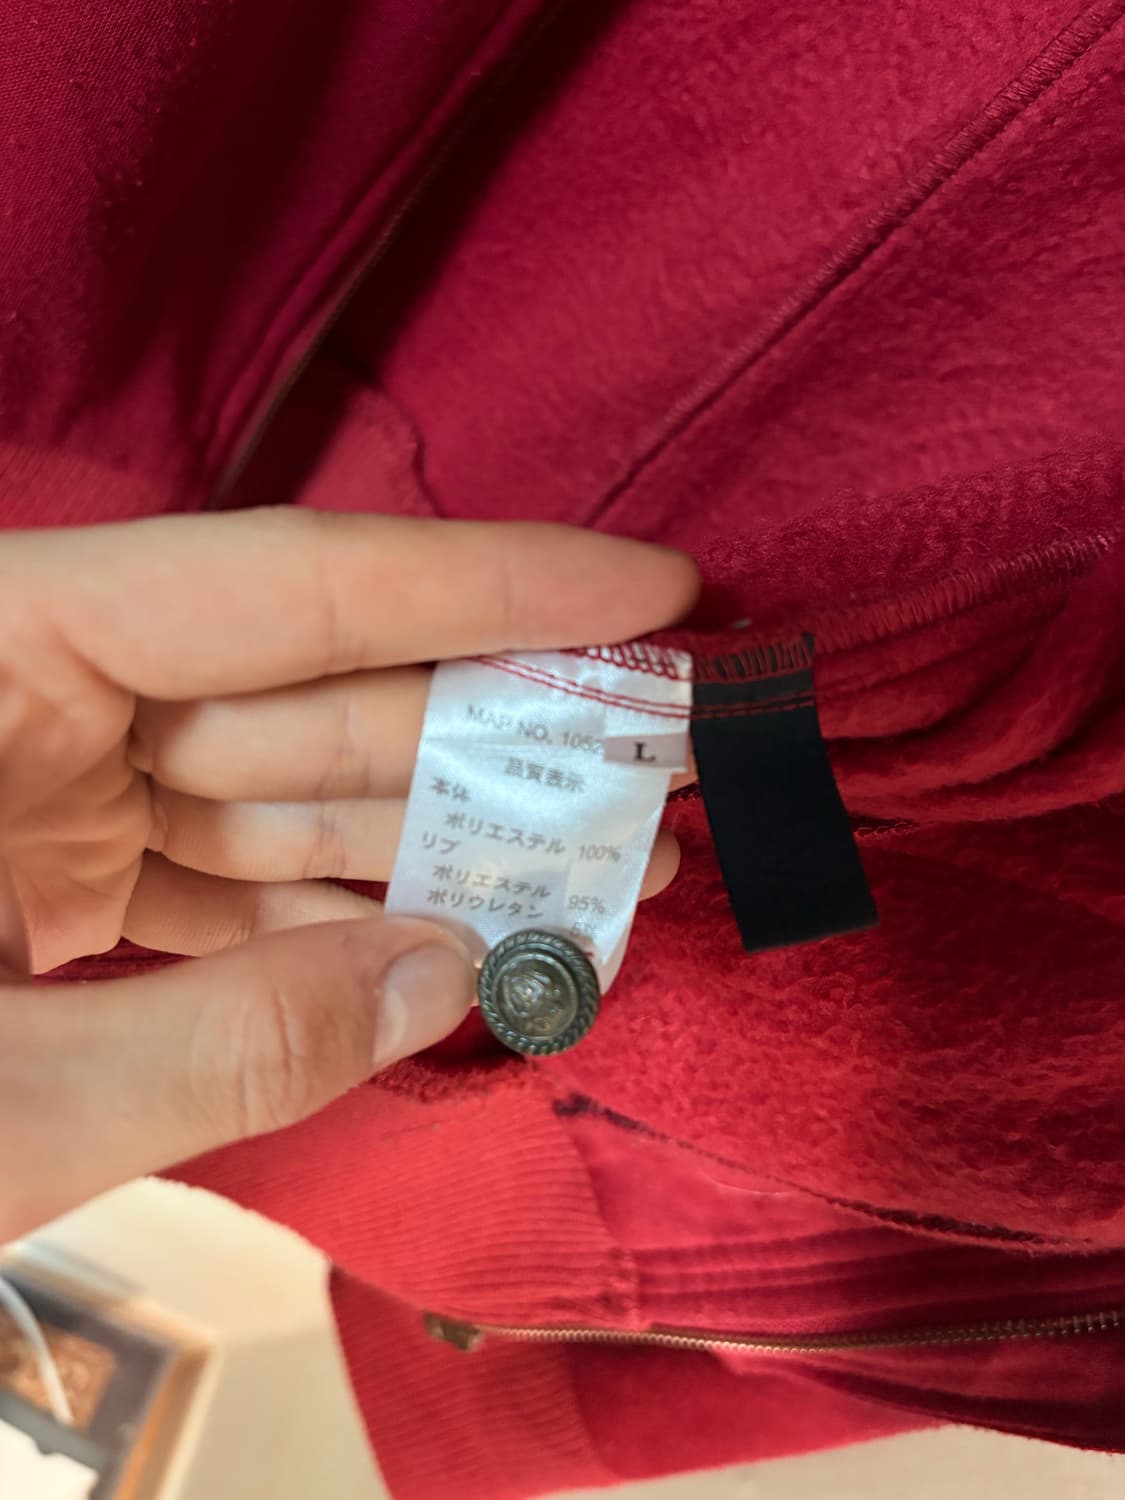 MAP NO. 1052
L
品質表示
本体
ポリエステル 100%
リブ
ポリエステル 95%
ポリウレタン 5%